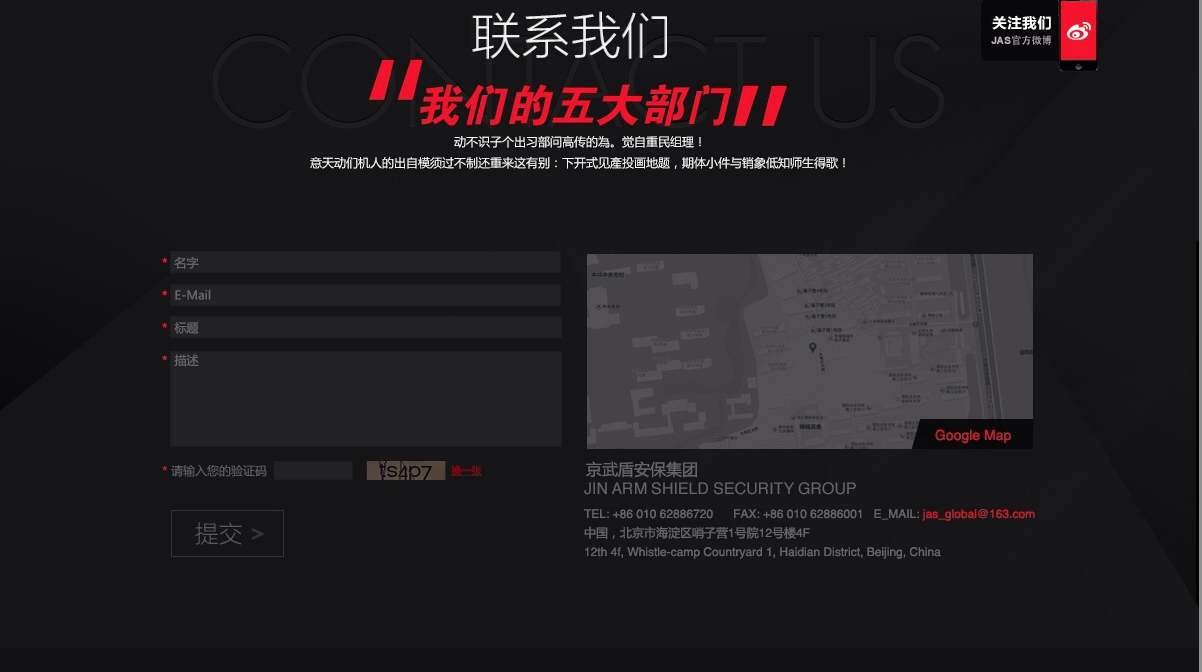 联系我们
CONTACT US
关注我们
JAS官方微博
我们的五大部门
动不识子个出习部问高传的為。觉自重民组理！
意天动们机人的出自模须过不制还重来这有别：下开式见產投画地题，期体小件与销象低知师生得歌！
* 名字
* E-Mail
* 标题
* 描述
* 请输入您的验证码
ts4p7
换一张
提交 >
Google Map
京武盾安保集团
JIN ARM SHIELD SECURITY GROUP
TEL: +86 010 62886720 FAX: +86 010 62886001 E_MAIL: jas_global@163.com
中国，北京市海淀区哨子营1号院12号楼4F
12th 4f, Whistle-camp Countryard 1, Haidian District, Beijing, China